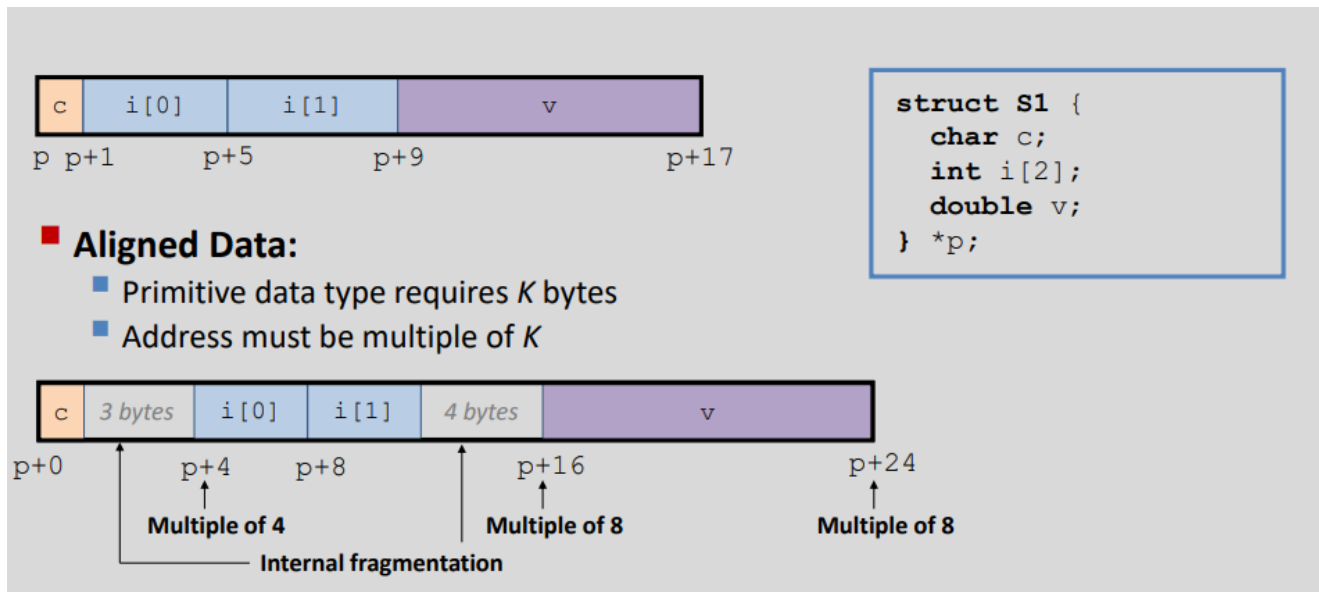 c i[0] i[1] v
p p+1 p+5 p+9 p+17
struct S1 {
char c;
int i[2];
double v;
} *p;
Aligned Data:
Primitive data type requires K bytes
Address must be multiple of K
c 3 bytes i[0] i[1] 4 bytes v
p+0 p+4 p+8 p+16 p+24
Multiple of 4 Multiple of 8 Multiple of 8
Internal fragmentation